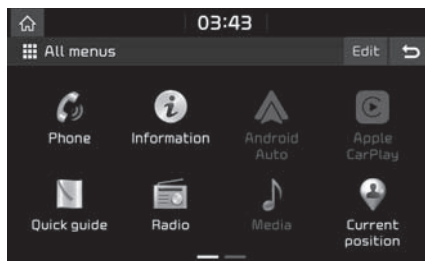 03:43
All menus
Edit
Phone
Information
Android
Auto
Apple
CarPlay
Quick guide
Radio
Media
Current
position